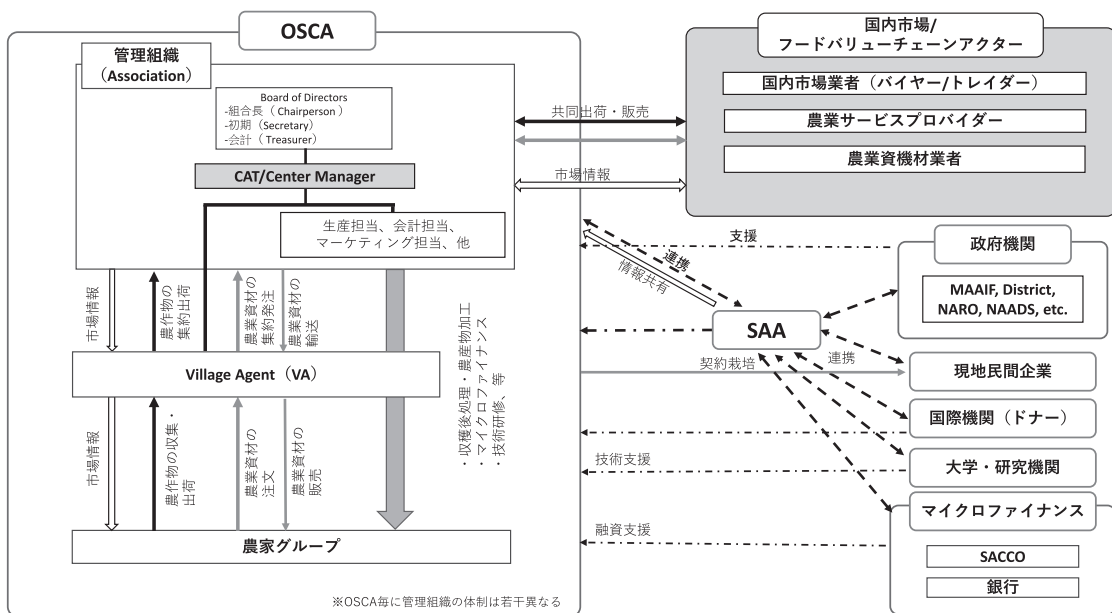 OSCA
管理組織
（Association）
Board of Directors
-組合長（ Chairperson ）
-初期（Secretary）
-会計（ Treasurer）
CAT/Center Manager
生産担当、会計担当、
マーケティング担当、他
市場情報
農作物の
集約出荷
農業資材の
集約発注
農業資材の
輸送
Village Agent（VA）
市場情報
農作物の収集・
出荷
農業資材の
注文
農業資材の
販売
・収穫後処理・農産物加工
・マイクロファイナンス
・技術研修、等
農家グループ
※OSCA毎に管理組織の体制は若干異なる
共同出荷・販売
市場情報
国内市場/
フードバリューチェーンアクター
国内市場業者（バイヤー/トレイダー）
農業サービスプロバイダー
農業資機材業者
支援
連携
情報共有
政府機関
MAAIF, District,
NARO, NAADS, etc.
SAA
契約栽培
連携
現地民間企業
国際機関（ドナー）
技術支援
大学・研究機関
マイクロファイナンス
融資支援
SACCO
銀行